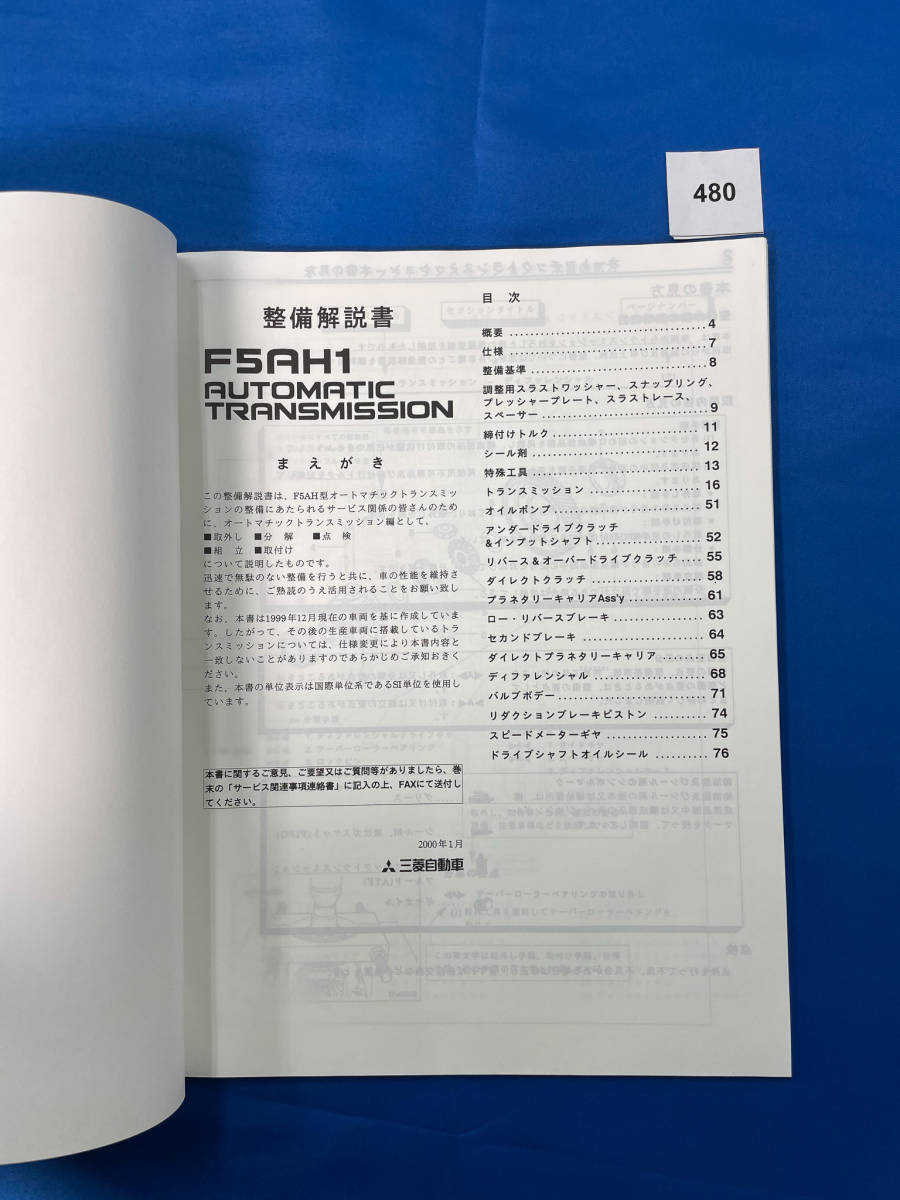 480
整備解説書
F5AH1
AUTOMATIC
TRANSMISSION
まえがき
この整備解説書は、F5AH型オートマチックトランスミッ
ションの整備にあたられるサービス関係の皆さんのため
に、オートマチックトランスミッション編として、
■取外し ■分 解 ■点 検
■組 立 ■取付け
について説明したものです。
迅速で無駄のない整備を行うと共に、車の性能を維持さ
せるために、ご熟読のうえ活用されることをお願い致し
ます。
なお、本書は1999年12月現在の車両を基に作成していま
す。したがって、その後の生産車両に搭載しているトラ
ンスミッションについては、仕様変更により本書内容と
一致しないことがありますのであらかじめご承知おきく
ださい。
また、本書の単位表示は国際単位系であるSI単位を使用し
ています。
本書に関するご意見、ご要望又はご質問等がありましたら、巻
末の「サービス関連事項連絡書」に記入の上、FAXにて送付し
てください。
2000年1月
三菱自動車
目 次
概要 ........ 4
仕様 ........ 7
整備基準 ........ 8
調整用スラストワッシャー、スナップリング、
プレッシャープレート、スラストレース、
スペーサー ........ 9
締付けトルク ........ 11
シール剤 ........ 12
特殊工具 ........ 13
トランスミッション ........ 16
オイルポンプ ........ 51
アンダードライブクラッチ
&インプットシャフト ........ 52
リバース&オーバードライブクラッチ .... 55
ダイレクトクラッチ ........ 58
プラネタリーキャリアAss'y ........ 61
ロー・リバースブレーキ ........ 63
セカンドブレーキ ........ 64
ダイレクトプラネタリーキャリア ........ 65
ディファレンシャル ........ 68
バルブボデー ........ 71
リダクションブレーキピストン ........ 74
スピードメーターギヤ ........ 75
ドライブシャフトオイルシール ........ 76